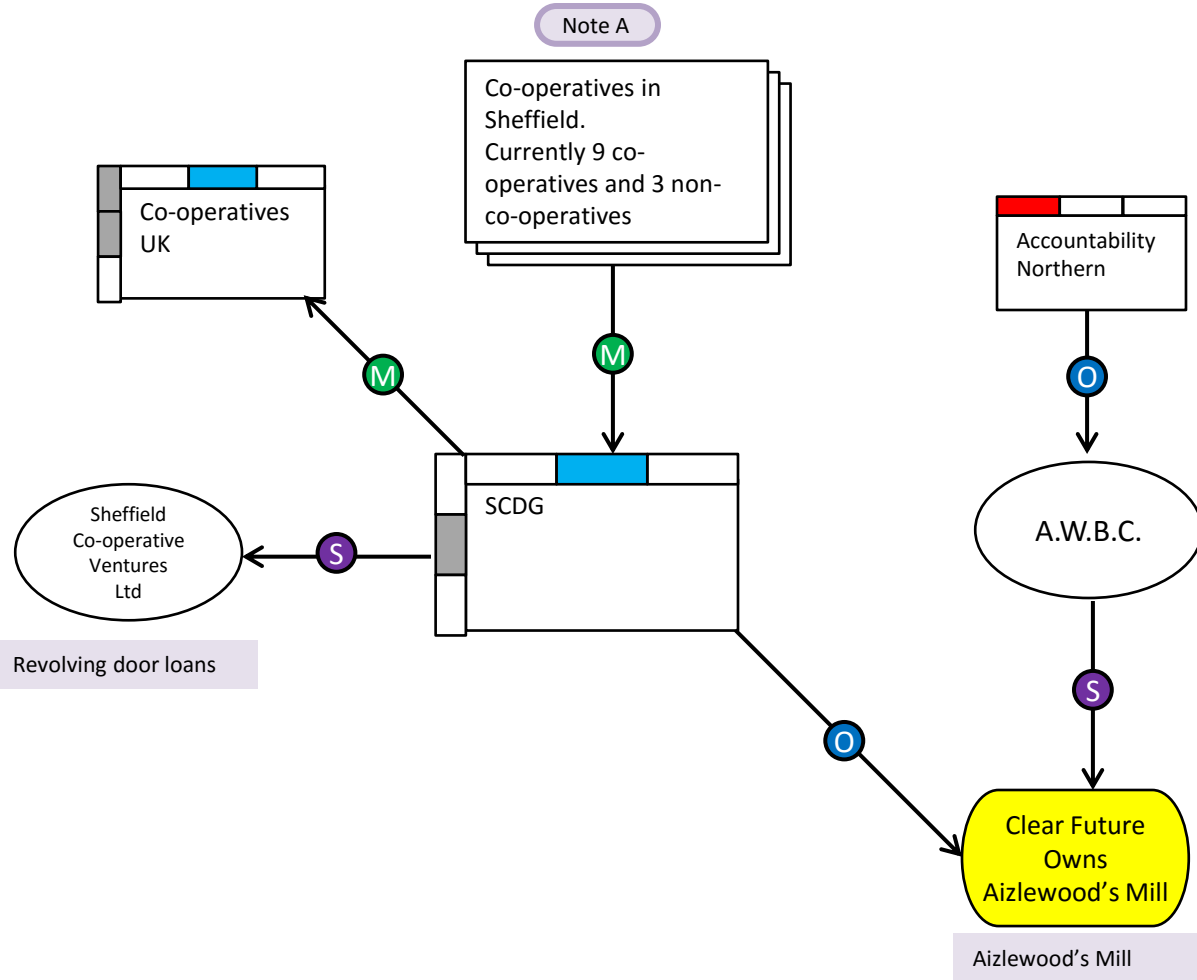 Note A
Co-operatives in
Sheffield.
Currently 9 co-
operatives and 3 non-
co-operatives
Co-operatives
UK
Accountability
Northern
M
M
O
SCDG
A.W.B.C.
Sheffield
Co-operative
Ventures
Ltd
S
Revolving door loans
S
O
Clear Future
Owns
Aizlewood’s Mill
Aizlewood’s Mill